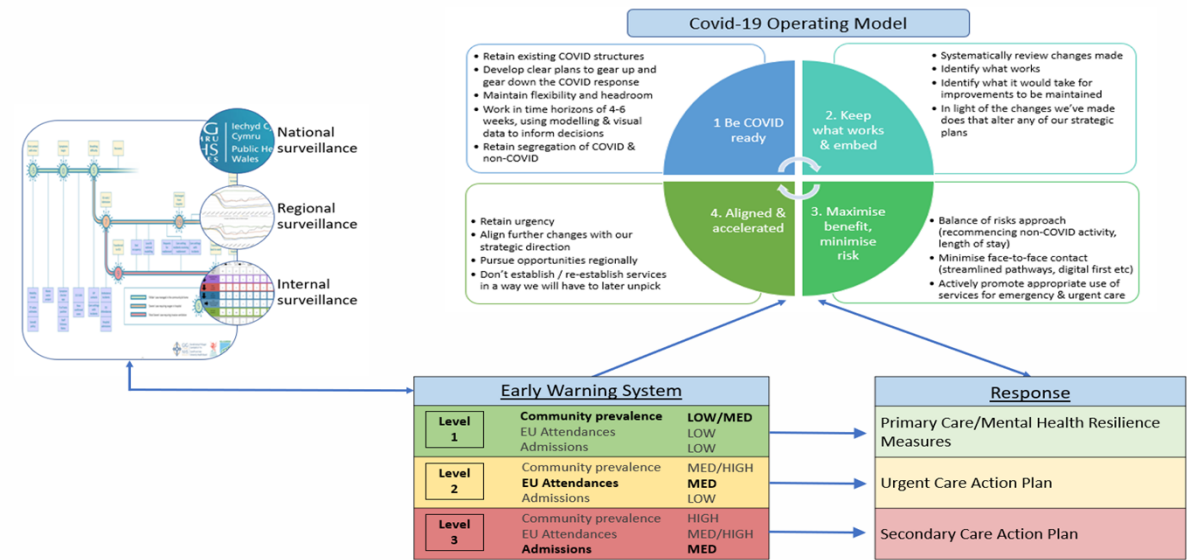 Covid-19 Operating Model
• Retain existing COVID structures
• Develop clear plans to gear up and
gear down the COVID response
• Maintain flexibility and headroom
• Work in time horizons of 4-6
weeks, using modelling & visual
data to inform decisions
• Retain segregation of COVID &
non-COVID
1 Be COVID
ready
2. Keep
what works
& embed
• Systematically review changes made
• Identify what works
• Identify what it would take for
improvements to be maintained
• In light of the changes we've made
does that alter any of our strategic
plans
• Retain urgency
• Align further changes with our
strategic direction
• Pursue opportunities regionally
• Don't establish / re-establish services
in a way we will have to later unpick
4. Aligned &
accelerated
3. Maximise
benefit,
minimise
risk
• Balance of risks approach
(recommencing non-COVID activity,
length of stay)
• Minimise face-to-face contact
(streamlined pathways, digital first etc)
• Actively promote appropriate use of
services for emergency & urgent care
Iechyd C
Cymru
Public He
Wales
National
surveillance
Regional
surveillance
Internal
surveillance
Early Warning System
Level
1
Community prevalence LOW/MED
EU Attendances LOW
Admissions LOW
Level
2
Community prevalence MED/HIGH
EU Attendances MED
Admissions LOW
Level
3
Community prevalence HIGH
EU Attendances MED/HIGH
Admissions MED
Response
Primary Care/Mental Health Resilience
Measures
Urgent Care Action Plan
Secondary Care Action Plan